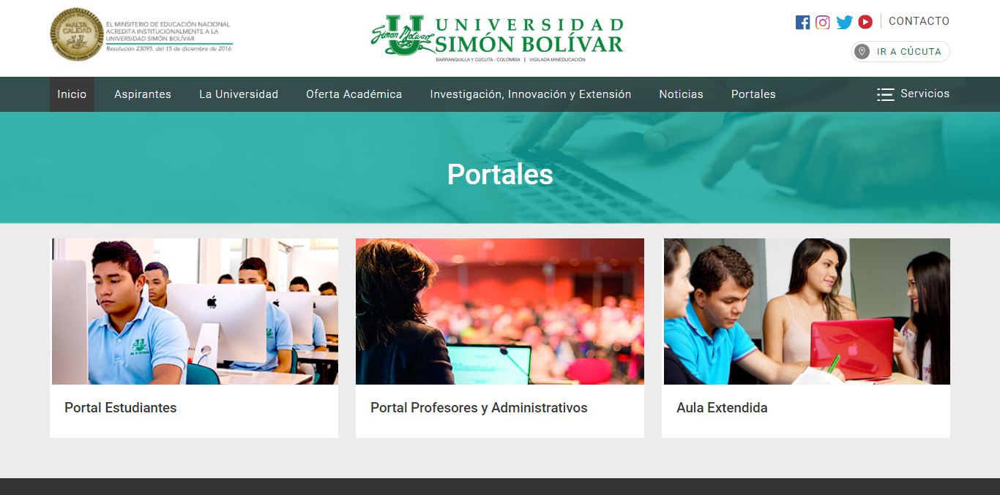 EL MINSITERIO DE EDUCACIÓN NACIONAL
ACREDITA INSTITUCIONALMENTE A LA
UNIVERSIDAD SIMÓN BOLÍVAR
Resolución 23095, del 15 de diciembre de 2016
ALTA
CALIDAD
Simón Bolívar
UNIVERSIDAD
SIMÓN BOLÍVAR
BARRANQUILLA Y CÚCUTA - COLOMBIA | VIGILADA MINEDUCACIÓN
CONTACTO
IR A CÚCUTA
Inicio Aspirantes La Universidad Oferta Académica Investigación, Innovación y Extensión Noticias Portales Servicios
Portales
Portal Estudiantes
Portal Profesores y Administrativos
Aula Extendida